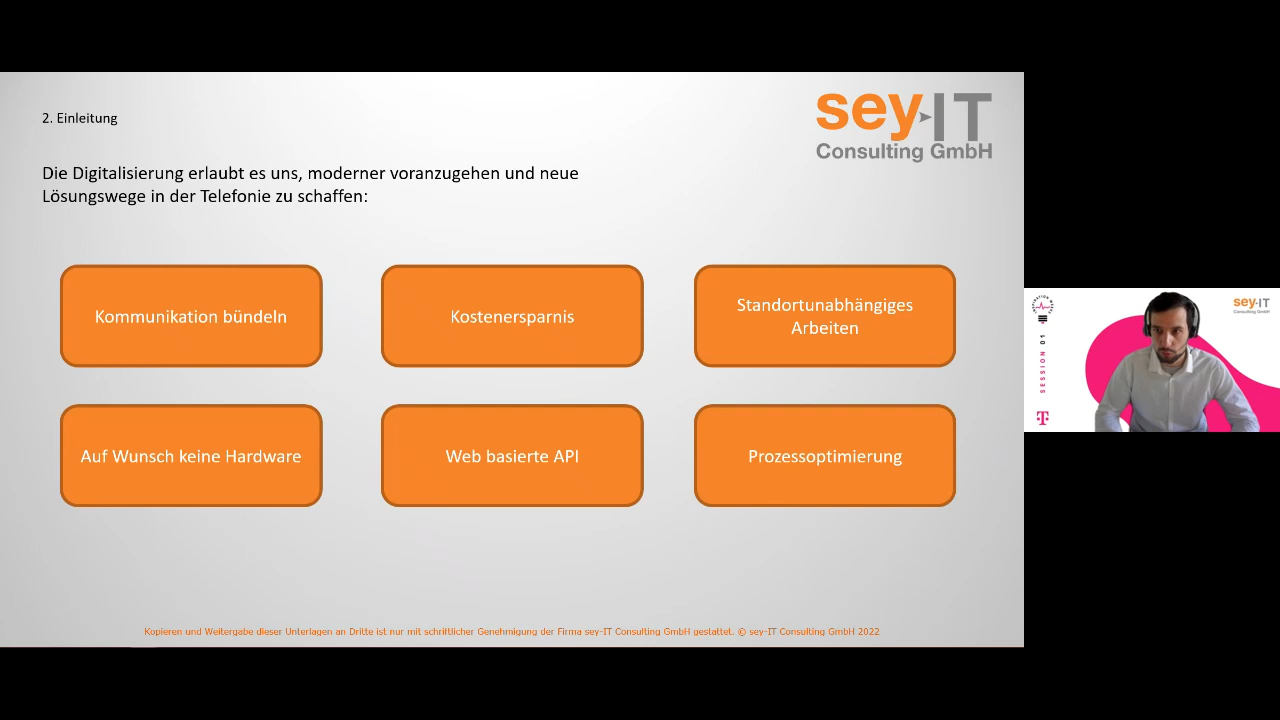 2. Einleitung
sey IT
Consulting GmbH
Die Digitalisierung erlaubt es uns, moderner voranzugehen und neue
Lösungswege in der Telefonie zu schaffen:
Kommunikation bündeln
Kostenersparnis
Standortunabhängiges
Arbeiten
Auf Wunsch keine Hardware
Web basierte API
Prozessoptimierung
Kopieren und Weitergabe dieser Unterlagen an Dritte ist nur mit schrittlicher Genehmigung der Firma sey-IT Consulting GmbH gestattet. © sey-IT Consulting GmbH 2022
SESSION 01
T
sey-IT
Consulting GmbH